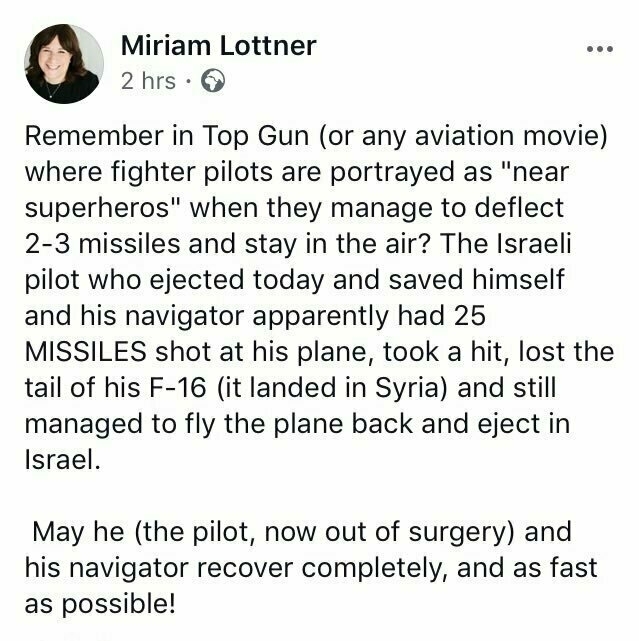 Miriam Lottner
2 hrs ·
Remember in Top Gun (or any aviation movie)
where fighter pilots are portrayed as "near
superheros" when they manage to deflect
2-3 missiles and stay in the air? The Israeli
pilot who ejected today and saved himself
and his navigator apparently had 25
MISSILES shot at his plane, took a hit, lost the
tail of his F-16 (it landed in Syria) and still
managed to fly the plane back and eject in
Israel.
May he (the pilot, now out of surgery) and
his navigator recover completely, and as fast
as possible!